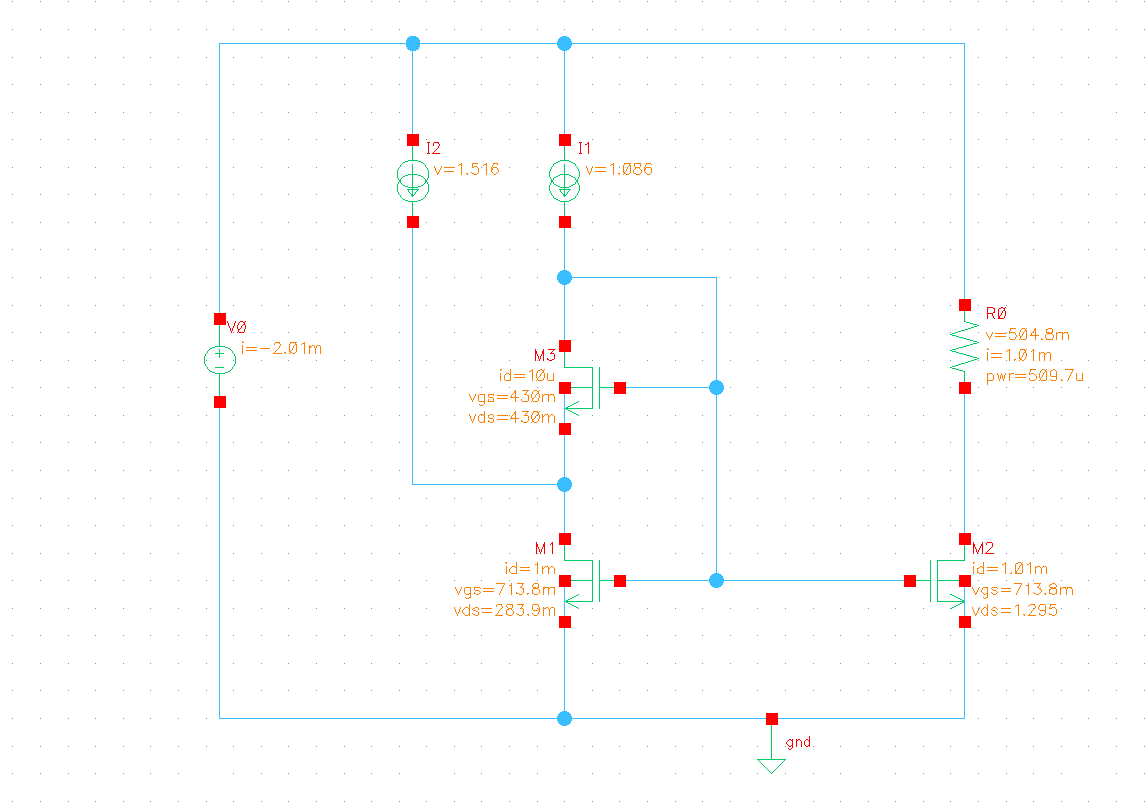 I2
v=1.516
I1
v=1.086
V0
i=-2.01m
R0
v=504.8m
i=1.01m
pwr=509.7u
M3
id=10u
vgs=430m
vds=430m
M1
id=1m
vgs=713.8m
vds=283.9m
M2
id=1.01m
vgs=713.8m
vds=1.295
gnd